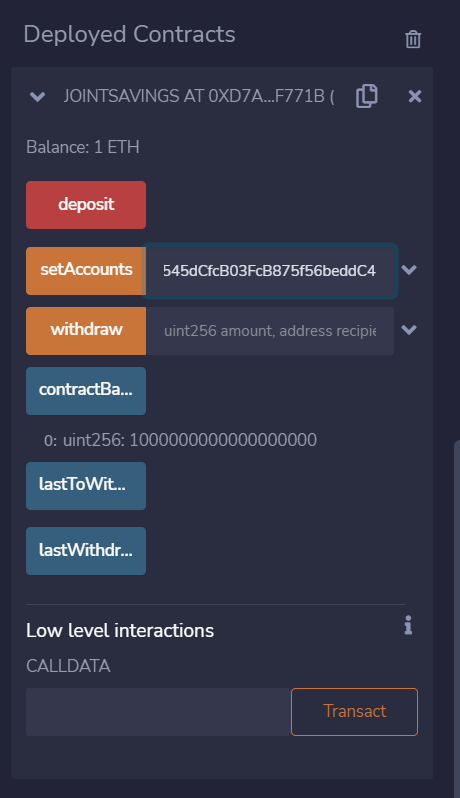 Deployed Contracts
JOINTSAVINGS AT 0XD7A...F771B (
Balance: 1 ETH
deposit
setAccounts 545dCfcB03FcB875f56beddC4
withdraw uint256 amount, address recipie
contractBa...
0: uint256: 1000000000000000000
lastToWit...
lastWithdr...
Low level interactions
CALLDATA
Transact